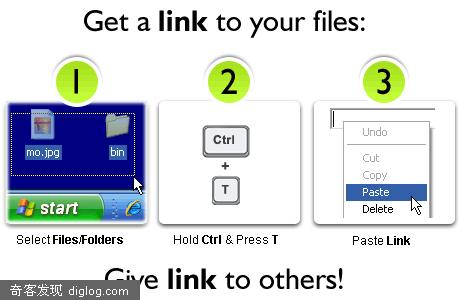 Get a link to your files:
1 2 3
mo.jpg bin
start
Ctrl
+
T
Undo
Cut
Copy
Paste
Delete
Select Files/Folders
Hold Ctrl & Press T
Paste Link
Give link to others!
奇客发现 diglog.com